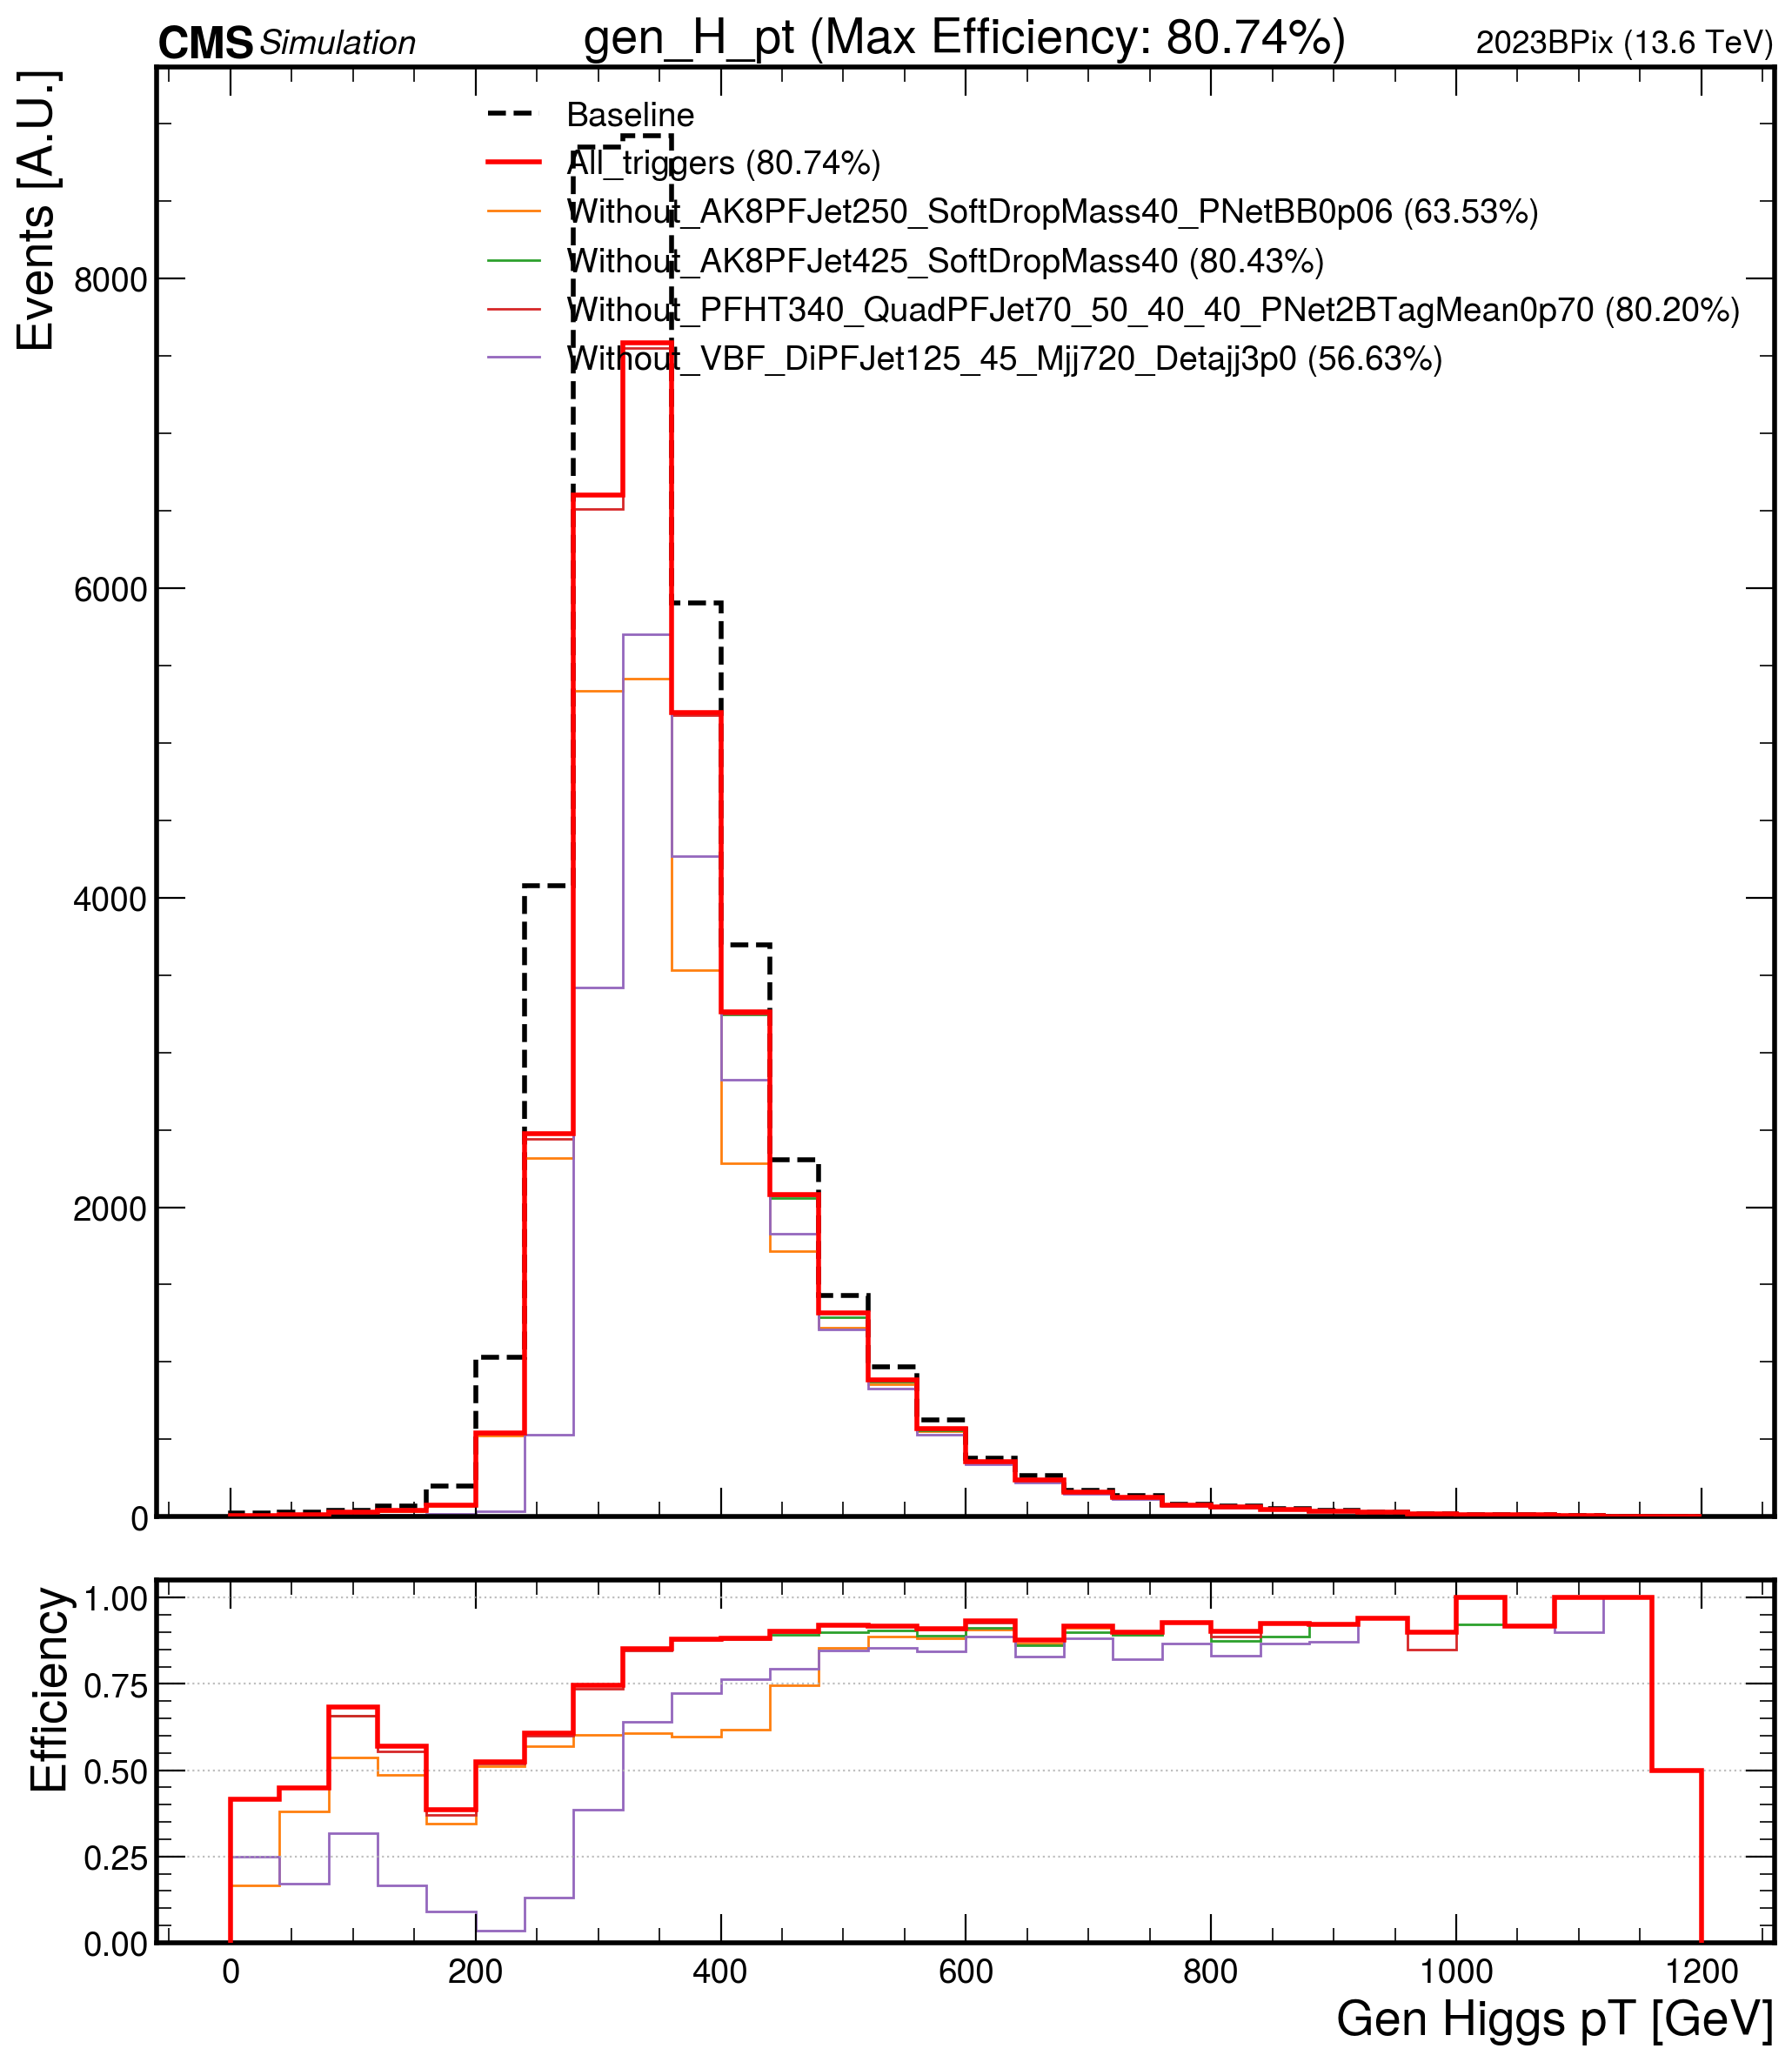 CMS Simulation gen_H_pt (Max Efficiency: 80.74%) 2023BPix (13.6 TeV)
Events [A.U.]
Baseline
All_triggers (80.74%)
Without_AK8PFJet250_SoftDropMass40_PNetBB0p06 (63.53%)
Without_AK8PFJet425_SoftDropMass40 (80.43%)
Without_PFHT340_QuadPFJet70_50_40_40_PNet2BTagMean0p70 (80.20%)
Without_VBF_DiPFJet125_45_Mjj720_Detajj3p0 (56.63%)
8000
6000
4000
2000
0
Efficiency
1.00
0.75
0.50
0.25
0.00
0 200 400 600 800 1000 1200
Gen Higgs pT [GeV]